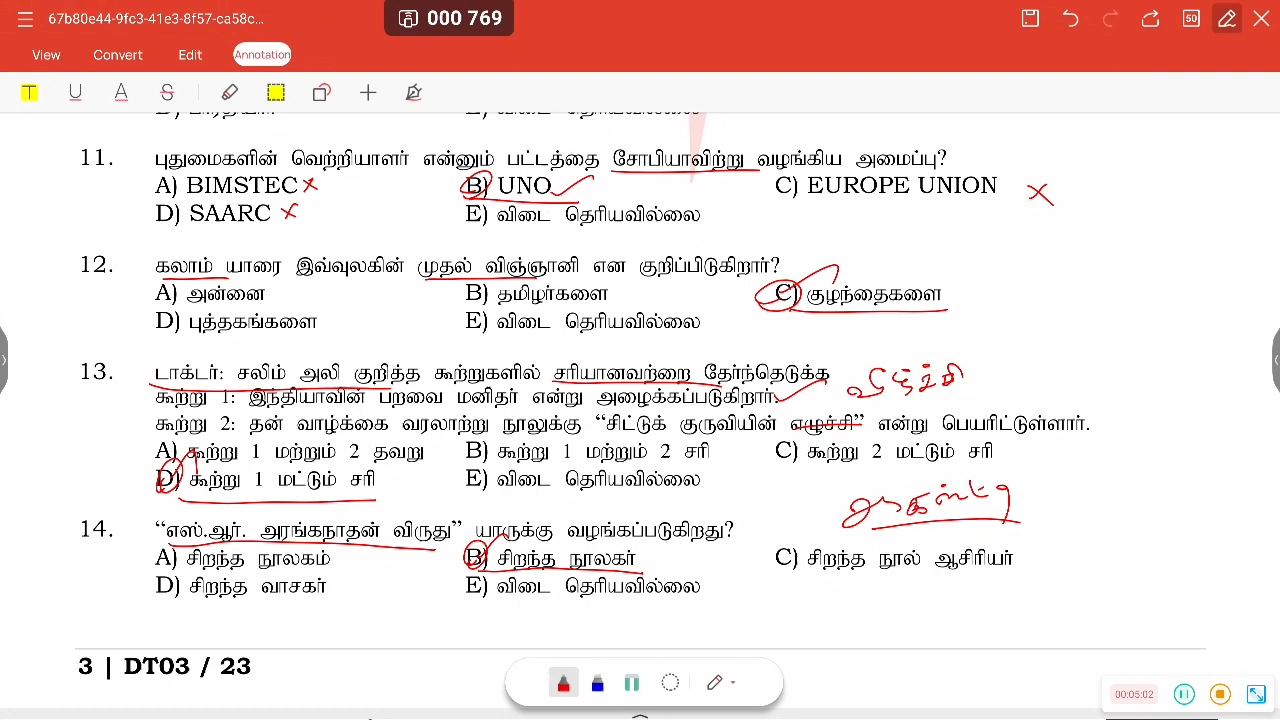 67b80e44-9fc3-41e3-8f57-ca58c...
000 769
50
View Convert Edit Annotation
11. புதுமைகளின் வெற்றியாளர் என்னும் பட்டத்தை சோபியாவிற்று வழங்கிய அமைப்பு?
A) BIMSTEC B) UNO C) EUROPE UNION
D) SAARC E) விடை தெரியவில்லை
12. கலாம் யாரை இவ்வுலகின் முதல் விஞ்ஞானி என குறிப்பிடுகிறார்?
A) அன்னை B) தமிழர்களை C) குழந்தைகளை
D) புத்தகங்களை E) விடை தெரியவில்லை
13. டாக்டர்: சலிம் அலி குறித்த கூற்றுகளில் சரியானவற்றை தேர்ந்தெடுக்க
கூற்று 1: இந்தியாவின் பறவை மனிதர் என்று அழைக்கப்படுகிறார். வீழ்ச்சி
கூற்று 2: தன் வாழ்க்கை வரலாற்று நூலுக்கு “சிட்டுக் குருவியின் எழுச்சி” என்று பெயரிட்டுள்ளார்.
A) கூற்று 1 மற்றும் 2 தவறு B) கூற்று 1 மற்றும் 2 சரி C) கூற்று 2 மட்டும் சரி
D) கூற்று 1 மட்டும் சரி E) விடை தெரியவில்லை
14. “எஸ்.ஆர். அரங்கநாதன் விருது” யாருக்கு வழங்கப்படுகிறது?
A) சிறந்த நூலகம் B) சிறந்த நூலகர் C) சிறந்த நூல் ஆசிரியர்
D) சிறந்த வாசகர் E) விடை தெரியவில்லை
3 | DT03 / 23
00:05:02